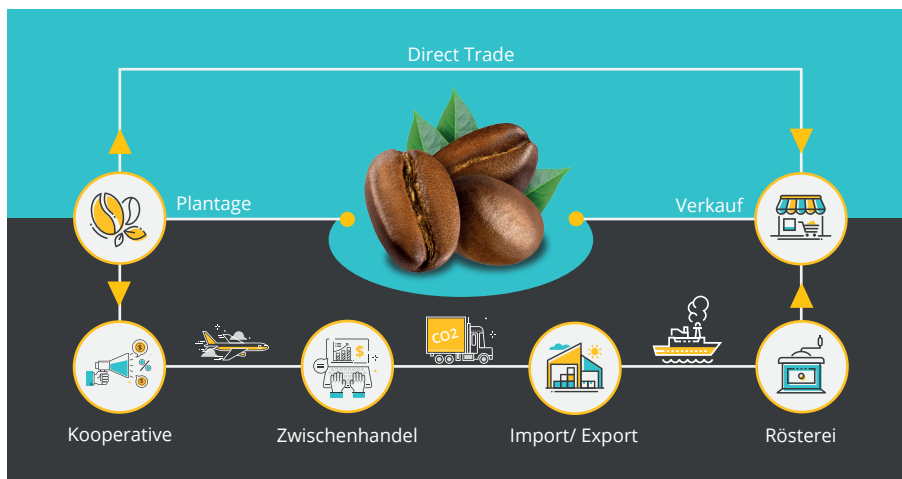 Direct Trade
Plantage
Verkauf
$
%
$
$
CO2
Kooperative
Zwischenhandel
Import/ Export
Rösterei